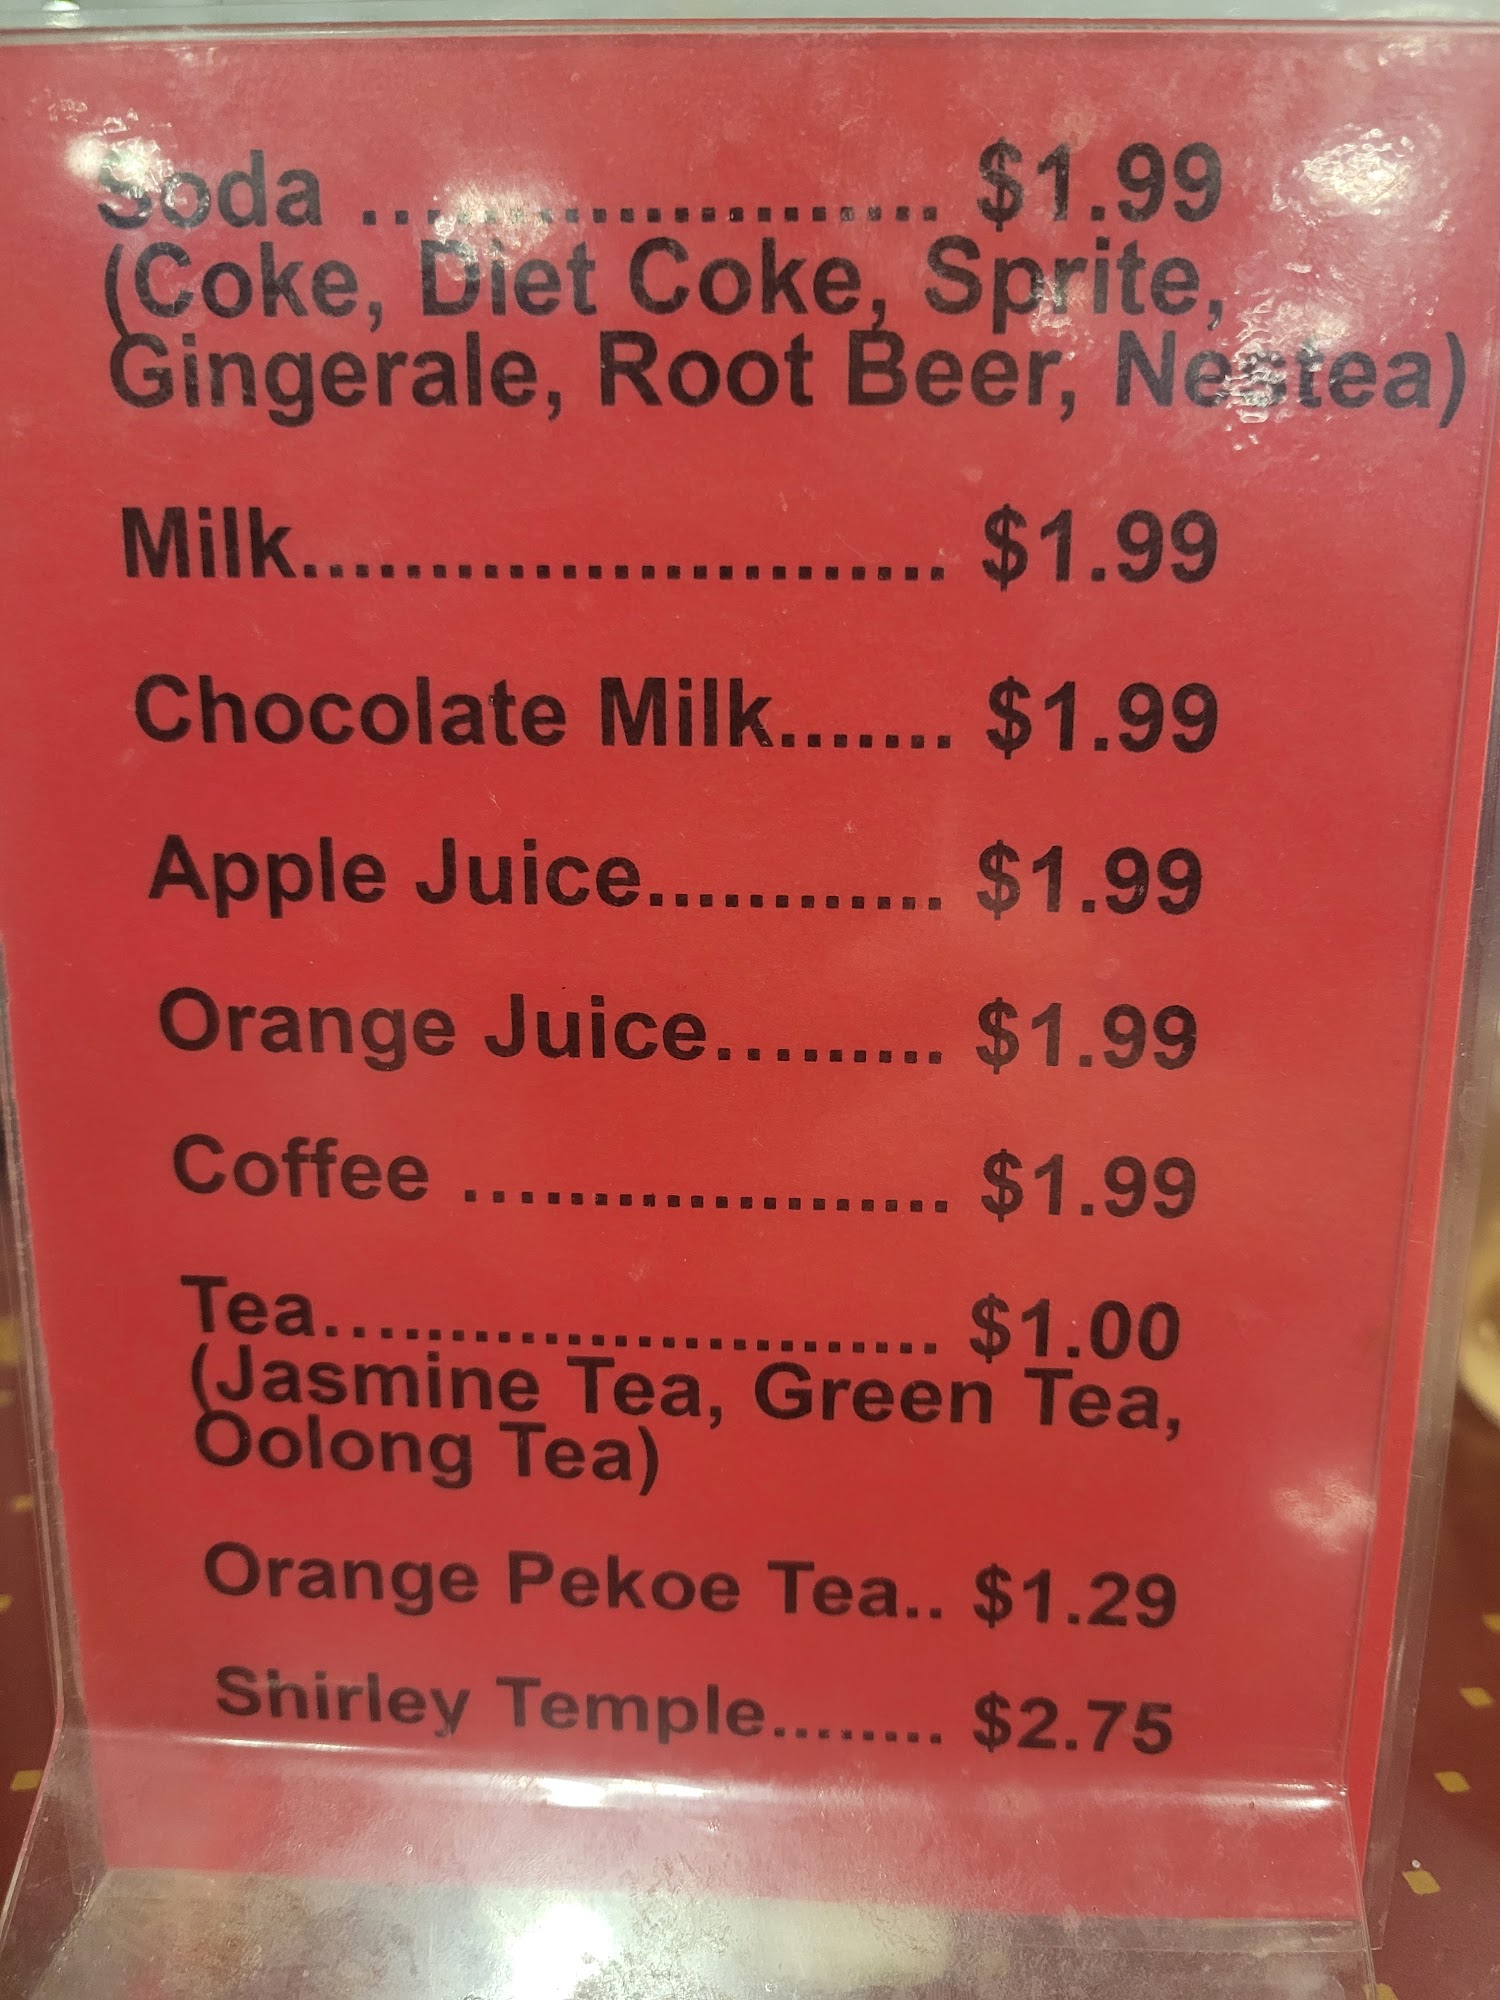 Soda ...................... $1.99
(Coke, Diet Coke, Sprite,
Gingerale, Root Beer, Nestea)
Milk......................... $1.99
Chocolate Milk....... $1.99
Apple Juice............ $1.99
Orange Juice......... $1.99
Coffee ................... $1.99
Tea......................... $1.00
(Jasmine Tea, Green Tea,
Oolong Tea)
Orange Pekoe Tea.. $1.29
Shirley Temple........ $2.75